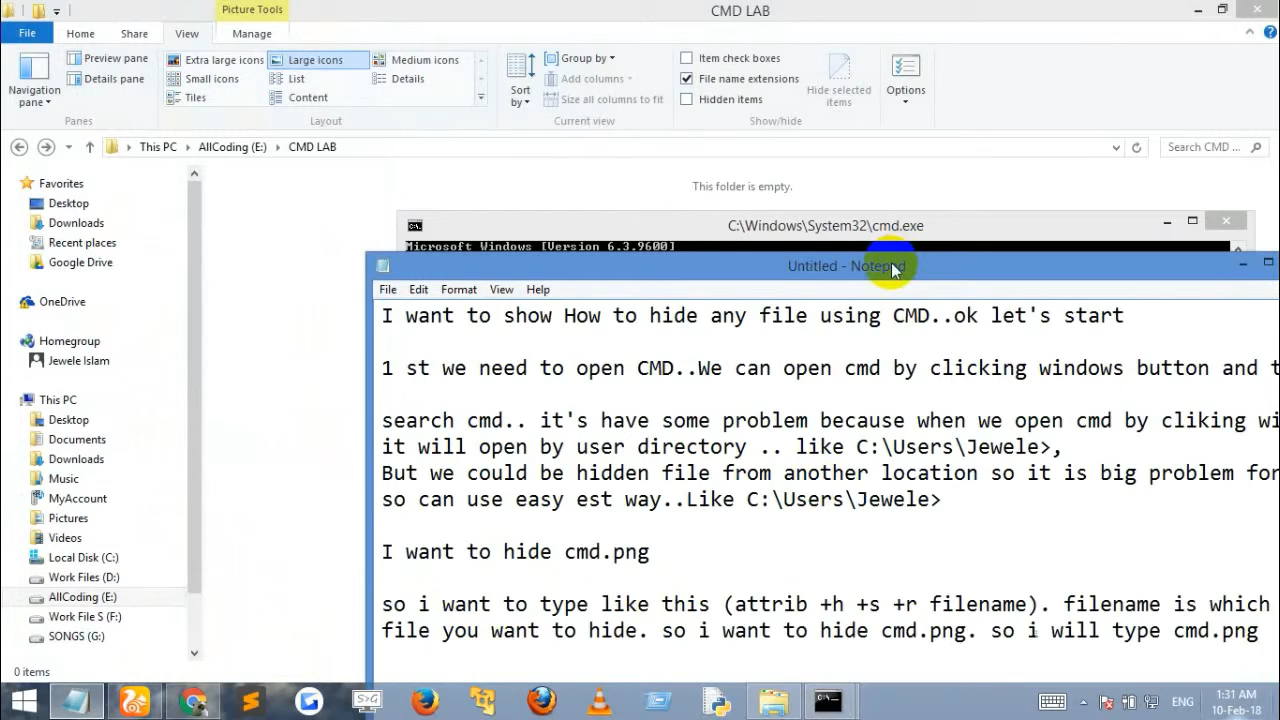 Picture Tools
CMD LAB
File
Home
Share
View
Manage
Navigation pane
Preview pane
Details pane
Extra large icons
Large icons
Medium icons
Small icons
List
Details
Tiles
Content
Sort by
Group by
Add columns
Size all columns to fit
Item check boxes
File name extensions
Hidden items
Hide selected items
Options
Panes
Layout
Current view
Show/hide
This PC
AllCoding (E:)
CMD LAB
Search CMD ...
This folder is empty.
Favorites
Desktop
Downloads
Recent places
Google Drive
OneDrive
Homegroup
Jewele Islam
This PC
Desktop
Documents
Downloads
Music
MyAccount
Pictures
Videos
Local Disk (C:)
Work Files (D:)
AllCoding (E:)
Work File S (F:)
SONGS (G:)
0 items
C:\Windows\System32\cmd.exe
Microsoft Windows [Version 6.3.9600]
Untitled - Notepad
File Edit Format View Help
I want to show How to hide any file using CMD..ok let's start
1 st we need to open CMD..We can open cmd by clicking windows button and t
search cmd.. it's have some problem because when we open cmd by cliking wi
it will open by user directory .. like C:\Users\Jewele>,
But we could be hidden file from another location so it is big problem for
so can use easy est way..Like C:\Users\Jewele>
I want to hide cmd.png
so i want to type like this (attrib +h +s +r filename). filename is which
file you want to hide. so i want to hide cmd.png. so i will type cmd.png
S>G
ENG
1:31 AM
10-Feb-18